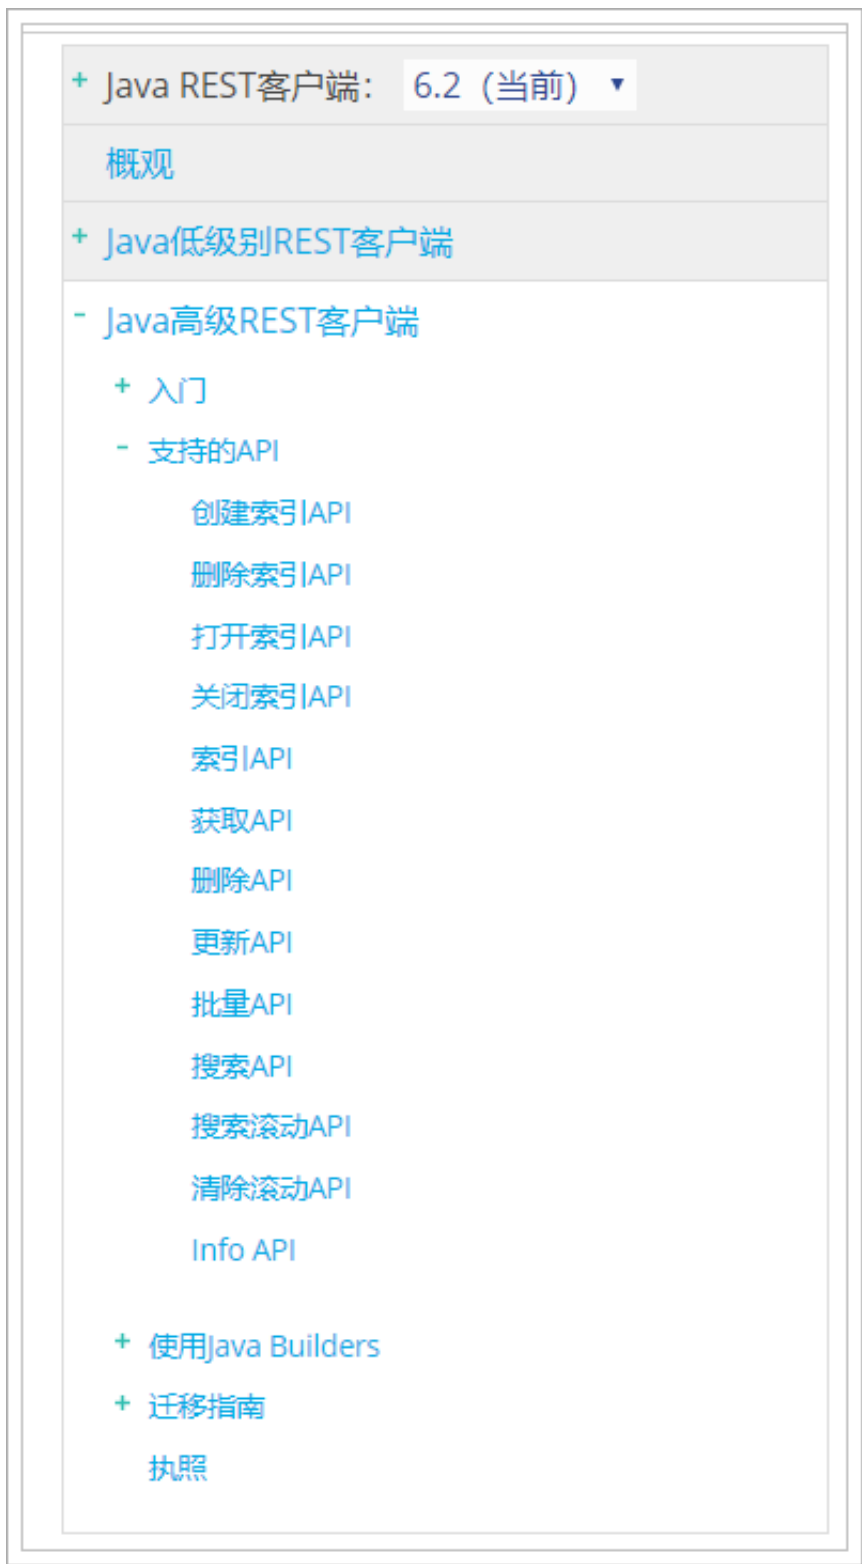 + Java REST客户端： 6.2（当前） ▼
概观
+ Java低级别REST客户端
- Java高级REST客户端
+ 入门
- 支持的API
创建索引API
删除索引API
打开索引API
关闭索引API
索引API
获取API
删除API
更新API
批量API
搜索API
搜索滚动API
清除滚动API
Info API
+ 使用Java Builders
+ 迁移指南
执照